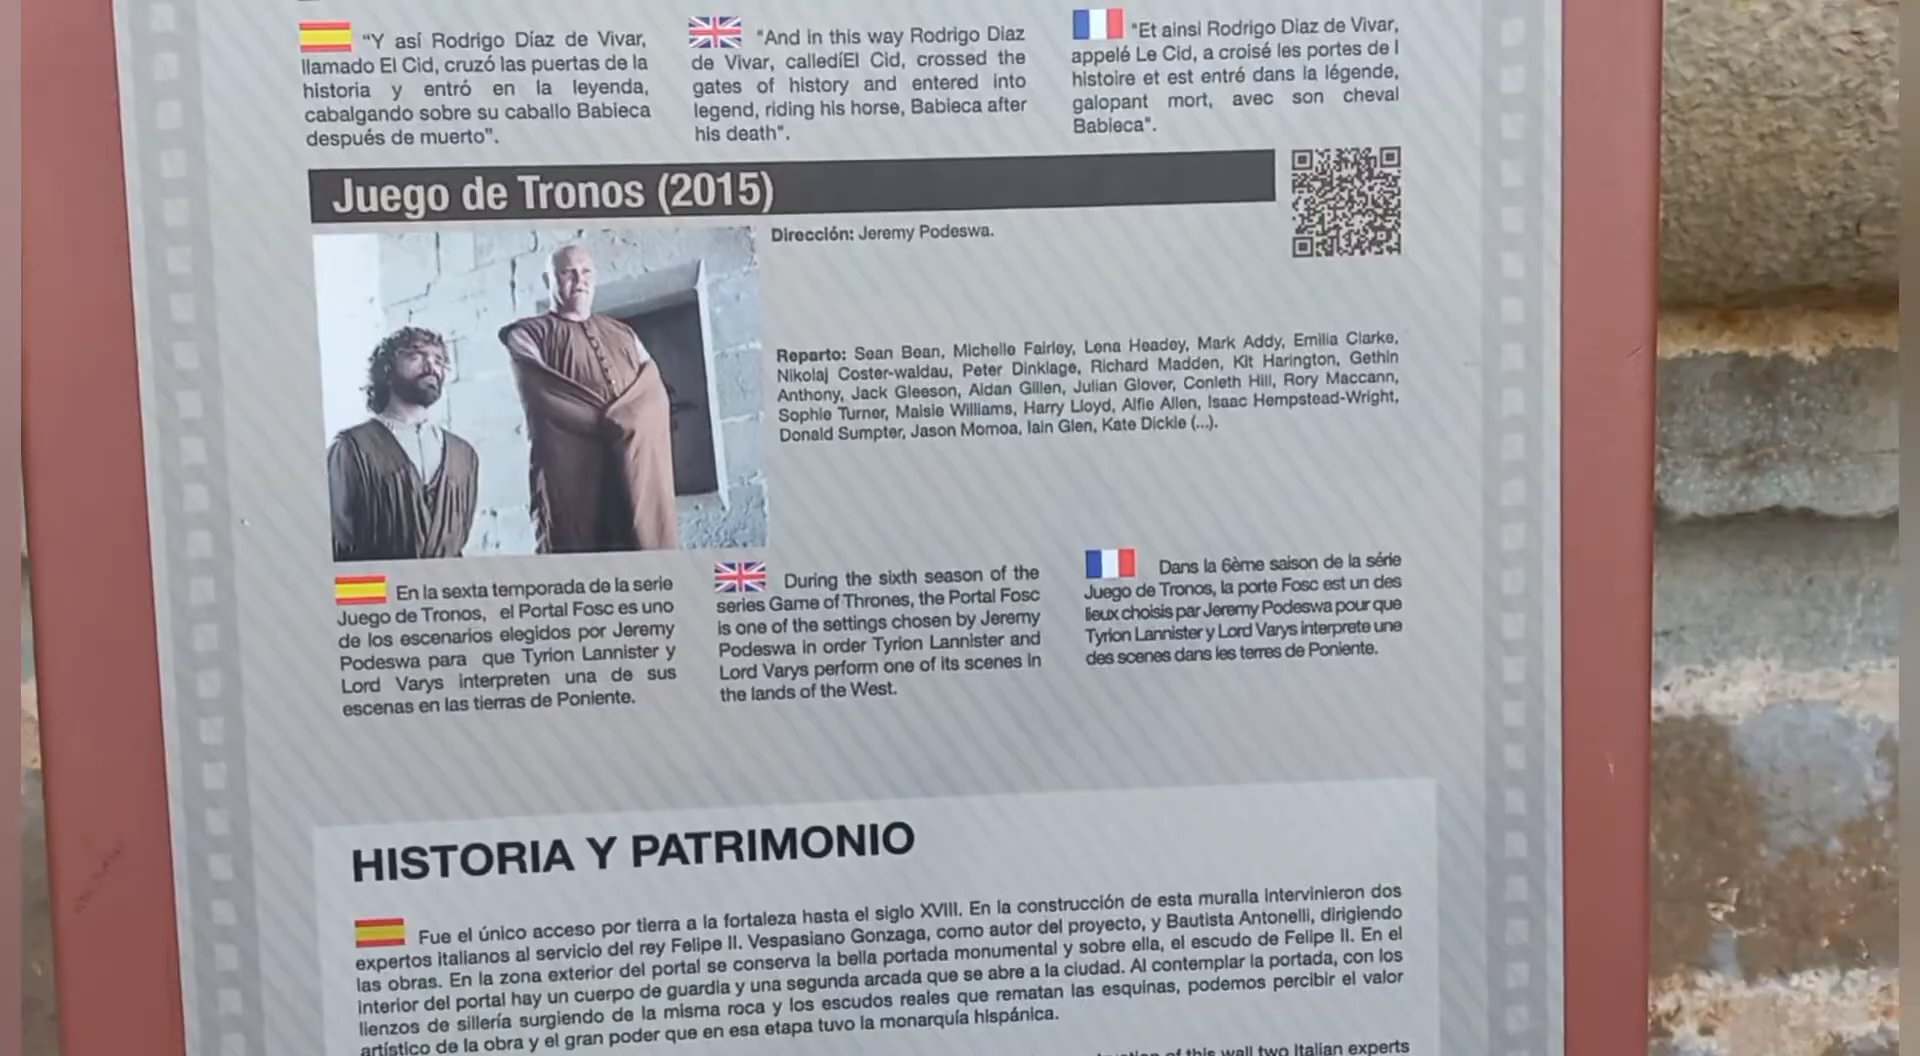 "Y así Rodrigo Díaz de Vivar,
llamado El Cid, cruzó las puertas de la
historia y entró en la leyenda,
cabalgando sobre su caballo Babieca
después de muerto".
"And in this way Rodrigo Diaz
de Vivar, callediEl Cid, crossed the
gates of history and entered into
legend, riding his horse, Babieca after
his death".
"Et ainsi Rodrigo Diaz de Vivar,
appelé Le Cid, a croisé les portes de l
histoire et est entré dans la légende,
galopant mort, avec son cheval
Babieca".
Juego de Tronos (2015)
Dirección: Jeremy Podeswa.
Reparto: Sean Bean, Michelle Fairley, Lena Headey, Mark Addy, Emilia Clarke,
Nikolaj Coster-waldau, Peter Dinklage, Richard Madden, Kit Harington, Gethin
Anthony, Jack Gleeson, Aidan Gillen, Julian Glover, Conleth Hill, Rory Maccann,
Sophie Turner, Maisie Williams, Harry Lloyd, Alfie Allen, Isaac Hempstead-Wright,
Donald Sumpter, Jason Momoa, Iain Glen, Kate Dickie (...).
En la sexta temporada de la serie
Juego de Tronos, el Portal Fosc es uno
de los escenarios elegidos por Jeremy
Podeswa para que Tyrion Lannister y
Lord Varys interpreten una de sus
escenas en las tierras de Poniente.
During the sixth season of the
series Game of Thrones, the Portal Fosc
is one of the settings chosen by Jeremy
Podeswa in order Tyrion Lannister and
Lord Varys perform one of its scenes in
the lands of the West.
Dans la 6ème saison de la série
Juego de Tronos, la porte Fosc est un des
lieux choisis par Jeremy Podeswa pour que
Tyrion Lannister y Lord Varys interprete une
des scenes dans les terres de Poniente.
HISTORIA Y PATRIMONIO
Fue el único acceso por tierra a la fortaleza hasta el siglo XVIII. En la construcción de esta muralla intervinieron dos
expertos italianos al servicio del rey Felipe II. Vespasiano Gonzaga, como autor del proyecto, y Bautista Antonelli, dirigiendo
las obras. En la zona exterior del portal se conserva la bella portada monumental y sobre ella, el escudo de Felipe II. En el
interior del portal hay un cuerpo de guardia y una segunda arcada que se abre a la ciudad. Al contemplar la portada, con los
lienzos de sillería surgiendo de la misma roca y los escudos reales que rematan las esquinas, podemos percibir el valor
artístico de la obra y el gran poder que en esa etapa tuvo la monarquía hispánica.
of this wall two Italian experts